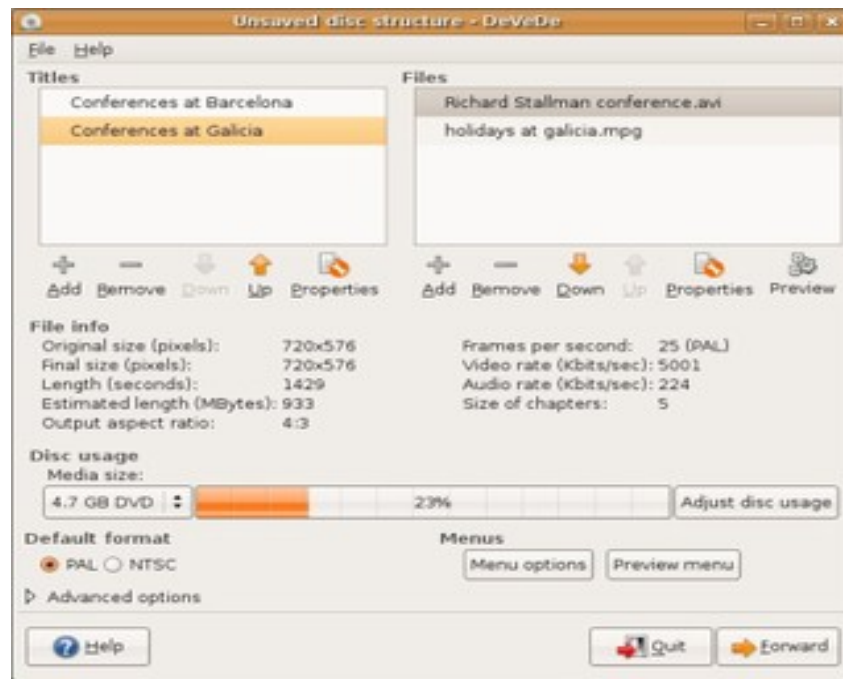 Unsaved disc structure - DeVeDe
File Help
Titles
Conferences at Barcelona
Conferences at Galicia
Add Remove Down Up Properties
Files
Richard Stallman conference.avi
holidays at galicia.mpg
Add Remove Down Up Properties Preview
File info
Original size (pixels): 720x576
Final size (pixels): 720x576
Length (seconds): 1429
Estimated length (MBytes): 933
Output aspect ratio: 4:3
Frames per second: 25 (PAL)
Video rate (Kbits/sec): 5001
Audio rate (Kbits/sec): 224
Size of chapters: 5
Disc usage
Media size:
4.7 GB DVD 23% Adjust disc usage
Default format
PAL NTSC
Menus
Menu options Preview menu
Advanced options
Help Quit Forward